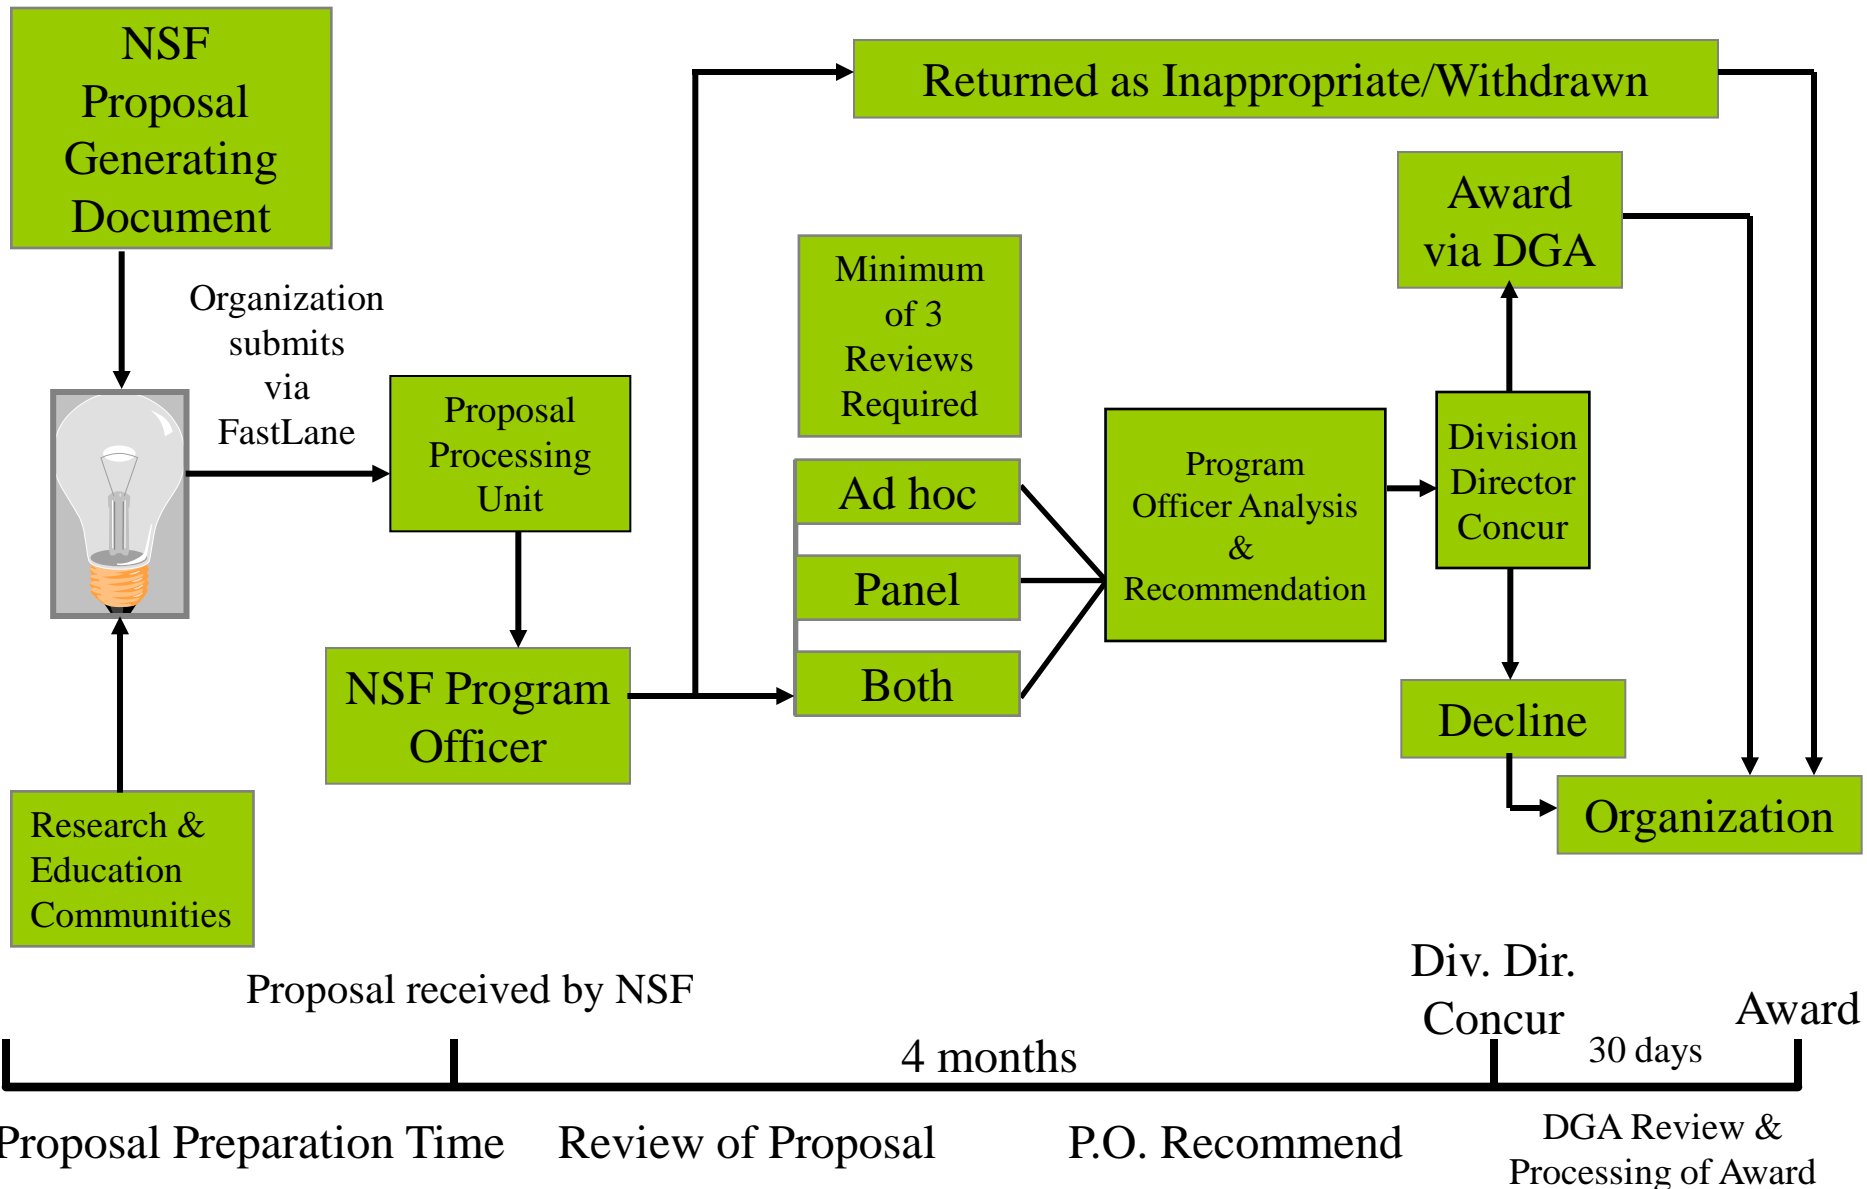 NSF
Proposal
Generating
Document
Returned as Inappropriate/Withdrawn
Award
via DGA
Minimum
of 3
Reviews
Required
Organization
submits
via
FastLane
Proposal
Processing
Unit
Ad hoc
Panel
Both
Program
Officer Analysis
&
Recommendation
Division
Director
Concur
NSF Program
Officer
Decline
Organization
Research &
Education
Communities
Proposal received by NSF
Div. Dir.
Concur
Award
4 months
30 days
Proposal Preparation Time
Review of Proposal
P.O. Recommend
DGA Review &
Processing of Award